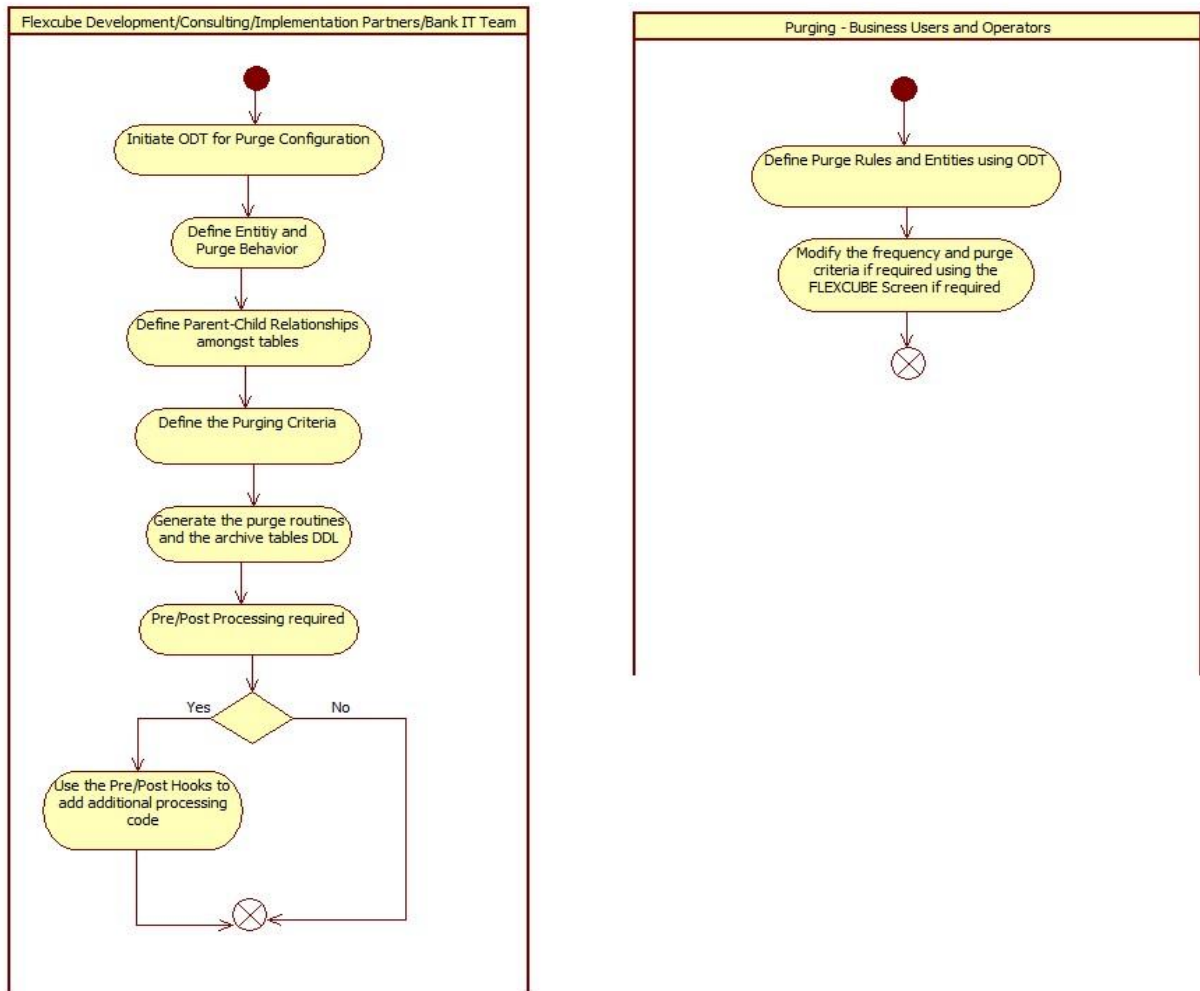 Flexcube Development/Consulting/Implementation Partners/Bank IT Team
Initiate ODT for Purge Configuration
Define Entitiy and
Purge Behavior
Define Parent-Child Relationships
amongst tables
Define the Purging Criteria
Generate the purge routines
and the archive tables DDL
Pre/Post Processing required
Yes
No
Use the Pre/Post Hooks to
add additional processing
code
Purging - Business Users and Operators
Define Purge Rules and Entities using ODT
Modify the frequency and purge
criteria if required using the
FLEXCUBE Screen if required